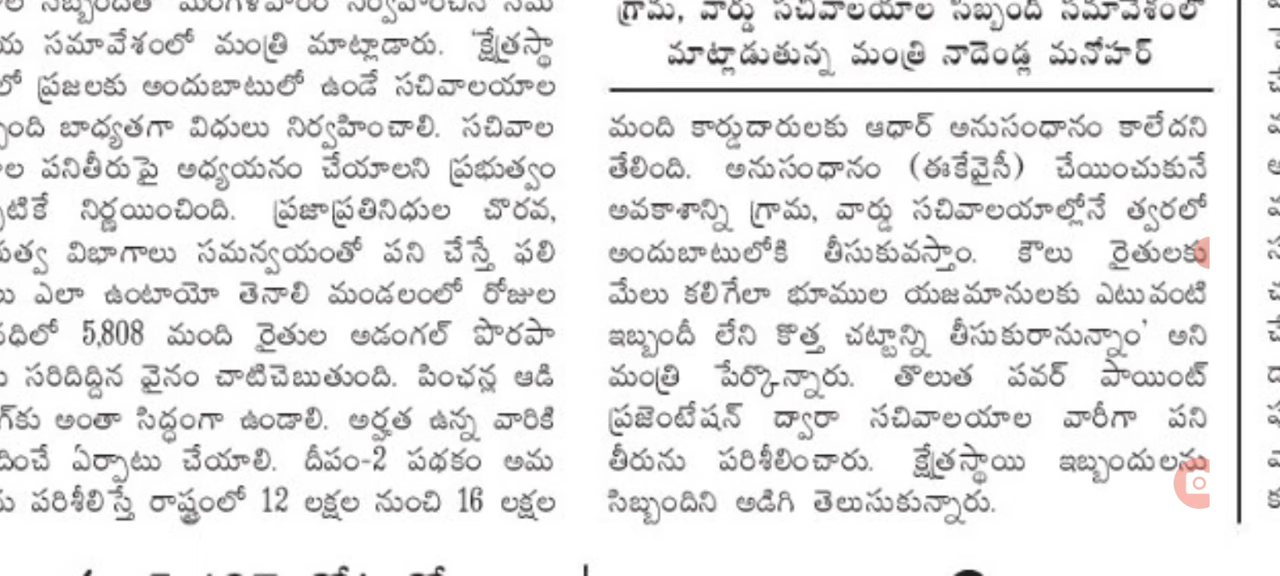 సిబ్బందితో మంగళవారం నిర్వహించిన సమ
య సమావేశంలో మంత్రి మాట్లాడారు. 'క్షేత్రస్థా
లో ప్రజలకు అందుబాటులో ఉండే సచివాలయాల
బ్బంది బాధ్యతగా విధులు నిర్వహించాలి. సచివాల
ల పనితీరుపై అధ్యయనం చేయాలని ప్రభుత్వం
టికే నిర్ణయించింది. ప్రజాప్రతినిధుల చొరవ,
త్వ విభాగాలు సమన్వయంతో పని చేస్తే ఫలి
ఎలా ఉంటాయో తెనాలి మండలంలో రోజుల
వధిలో 5,808 మంది రైతుల అడంగల్ పొరపా
సరిదిద్దిన వైనం చాటిచెబుతుంది. పింఛన్ల ఆడి
గ్‌కు అంతా సిద్ధంగా ఉండాలి. అర్హత ఉన్న వారికి
దించే ఏర్పాటు చేయాలి. దీపం-2 పథకం అమ
పరిశీలిస్తే రాష్ట్రంలో 12 లక్షల నుంచి 16 లక్షల
గ్రామ, వార్డు సచివాలయాల సిబ్బంది సమావేశంలో
మాట్లాడుతున్న మంత్రి నాదెండ్ల మనోహర్
మంది కార్డుదారులకు ఆధార్ అనుసంధానం కాలేదని
తేలింది. అనుసంధానం (ఈకేవైసీ) చేయించుకునే
అవకాశాన్ని గ్రామ, వార్డు సచివాలయాల్లోనే త్వరలో
అందుబాటులోకి తీసుకువస్తాం. కౌలు రైతులకు
మేలు కలిగేలా భూముల యజమానులకు ఎటువంటి
ఇబ్బందీ లేని కొత్త చట్టాన్ని తీసుకురానున్నాం' అని
మంత్రి పేర్కొన్నారు. తొలుత పవర్ పాయింట్
ప్రజెంటేషన్ ద్వారా సచివాలయాల వారీగా పని
తీరును పరిశీలించారు. క్షేత్రస్థాయి ఇబ్బందులను
సిబ్బందిని అడిగి తెలుసుకున్నారు.